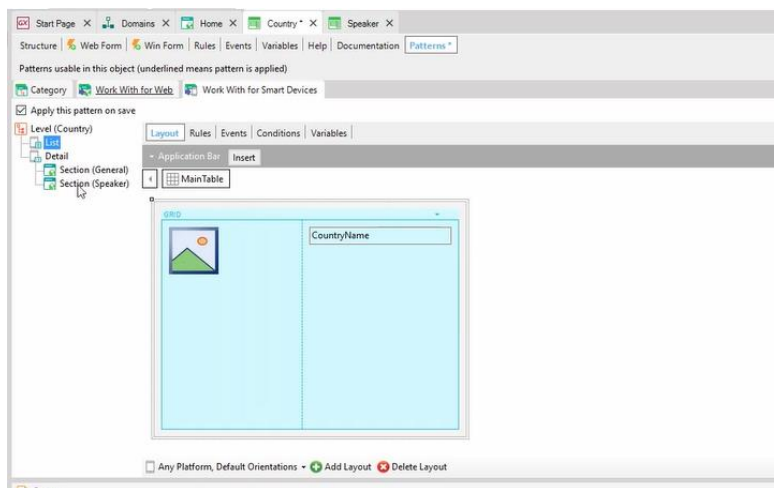 GX Start Page X Domains X Home X Country * X Speaker X
Structure Web Form Win Form Rules Events Variables Help Documentation Patterns *
Patterns usable in this object (underlined means pattern is applied)
Category Work With for Web Work With for Smart Devices
Apply this pattern on save
Level (Country)
List
Detail
Section (General)
Section (Speaker)
Layout Rules Events Conditions Variables
Application Bar Insert
MainTable
GRID
CountryName
Any Platform, Default Orientations Add Layout Delete Layout